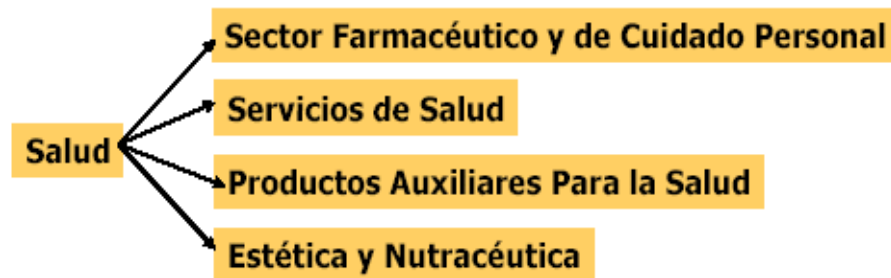 Sector Farmacéutico y de Cuidado Personal
Servicios de Salud
Salud
Productos Auxiliares Para la Salud
Estética y Nutracéutica